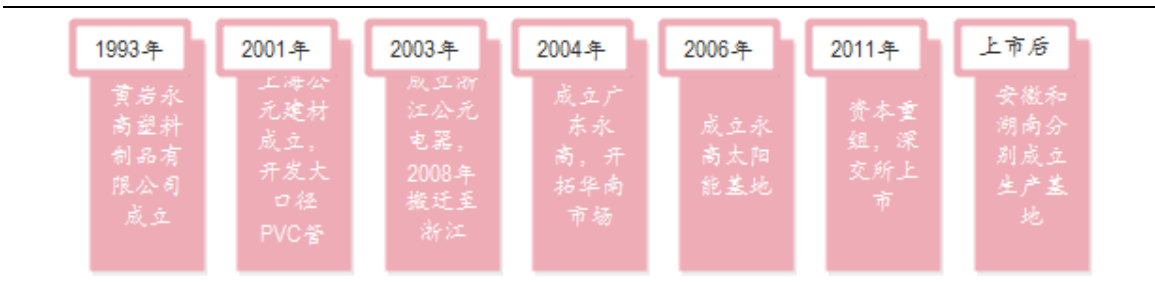 1993年
黄岩永
高塑料
制品有
限公司
成立
2001年
上海公
元建材
成立，
开发大
口径
PVC管
2003年
成立浙
江公元
电器，
2008年
搬迁至
浙江
2004年
成立广
东永
高，开
拓华南
市场
2006年
成立永
高太阳
能基地
2011年
资本重
组，深
交所上
市
上市后
安徽和
湖南分
别成立
生产基
地